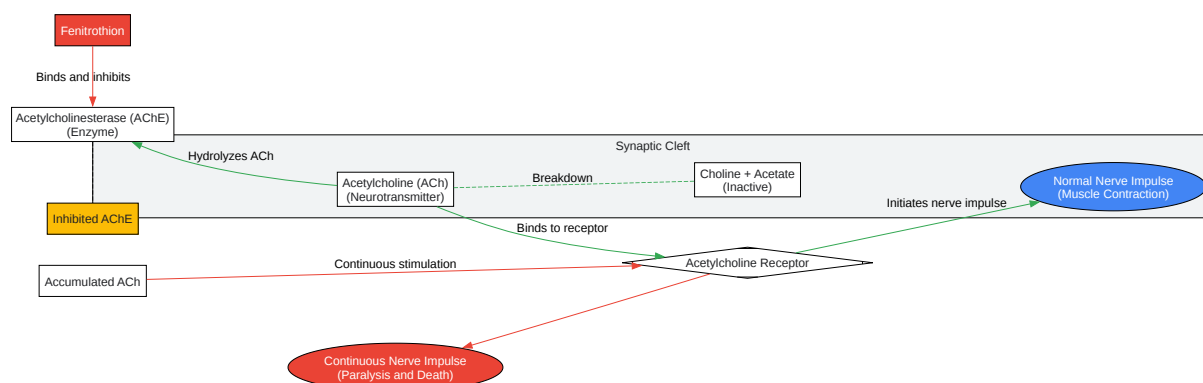 Fenitrothion
Binds and inhibits
Acetylcholinesterase (AChE)
(Enzyme)
Synaptic Cleft
Hydrolyzes ACh
Acetylcholine (ACh)
(Neurotransmitter)
Breakdown
Choline + Acetate
(Inactive)
Normal Nerve Impulse
(Muscle Contraction)
Initiates nerve impulse
Inhibited AChE
Binds to receptor
Accumulated ACh
Continuous stimulation
Acetylcholine Receptor
Continuous Nerve Impulse
(Paralysis and Death)